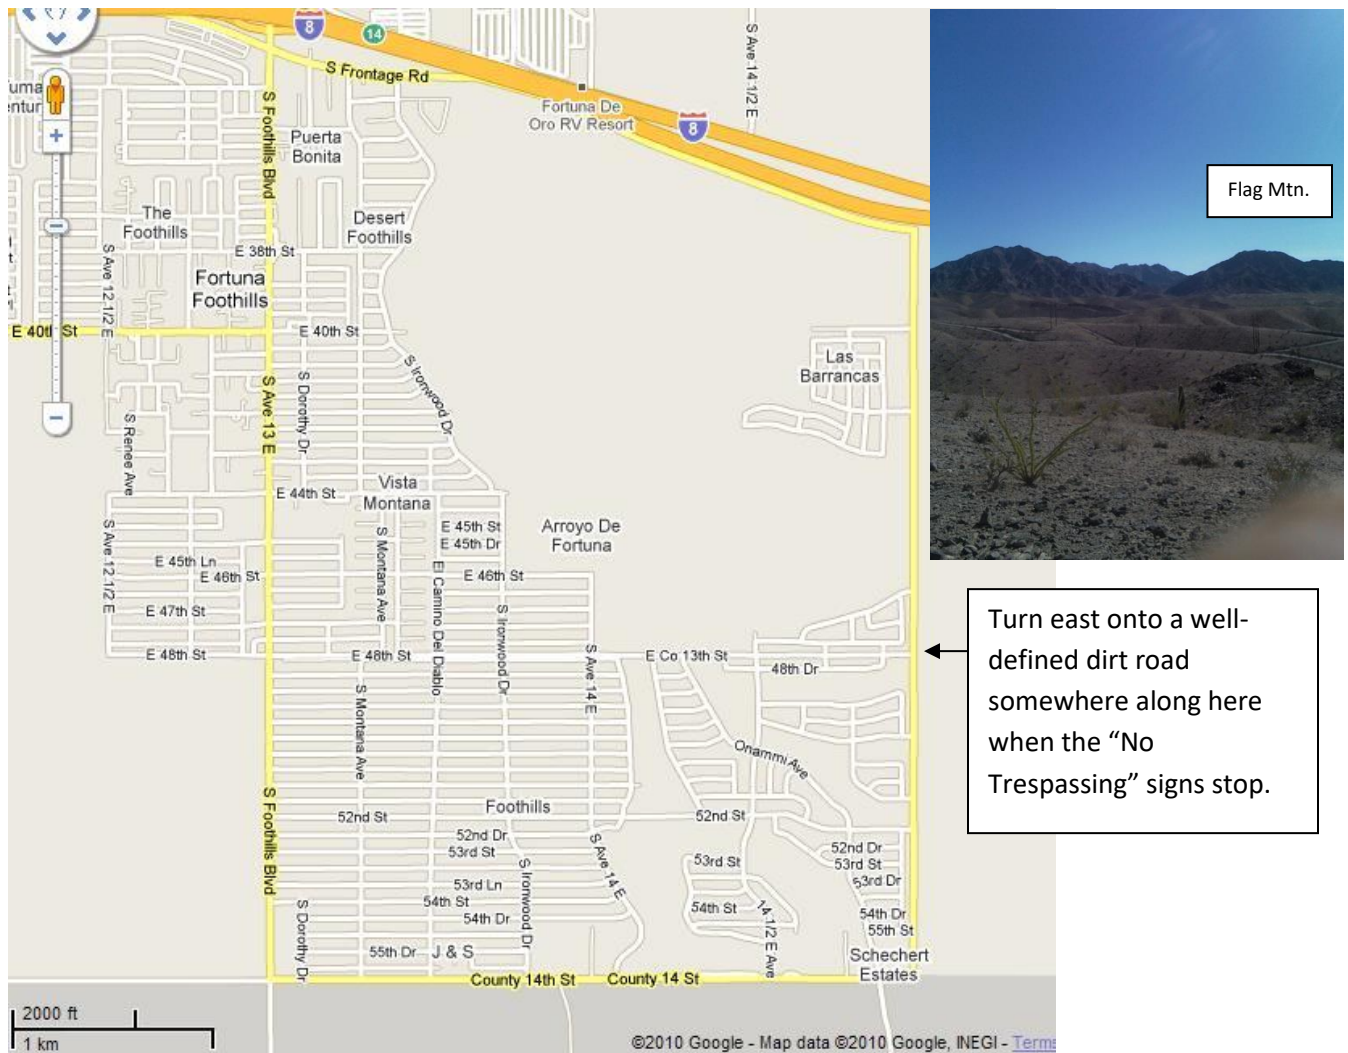 8
14
8
S Frontage Rd
S Ave 14 1/2 E
Fortuna De
Oro RV Resort
S Foothills Blvd
Puerta
Bonita
The
Foothills
Desert
Foothills
E 38th St
S Ave 12 1/2 E
Fortuna
Foothills
E 40th St
E 40th St
S Ironwood Dr
S Dorothy Dr
S Ave 13 E
S Renee Ave
Las
Barrancas
Vista
Montana
E 44th St
E 45th St
E 45th Dr
Arroyo De
Fortuna
S Ave 12 1/2 E
E 45th Ln
E 46th St
S Montana Ave
El Camino Del Diablo
E 46th St
E 47th St
S Ironwood Dr
E 48th St
E 48th St
S Ave 14 E
E Co 13th St
48th Dr
S Montana Ave
Onammi Ave
S Foothills Blvd
52nd St
Foothills
52nd St
52nd Dr
53rd St
S Ave 14 E
53rd St
52nd Dr
53rd St
53rd Dr
53rd Ln
54th St
54th Dr
S Ironwood Dr
54th St
14 1/2 E Ave
54th Dr
55th St
S Dorothy Dr
55th Dr
J & S
Schechert
Estates
County 14th St
County 14 St
2000 ft
1 km
©2010 Google - Map data ©2010 Google, INEGI - Terms
Flag Mtn.
Turn east onto a well-
defined dirt road
somewhere along here
when the “No
Trespassing” signs stop.